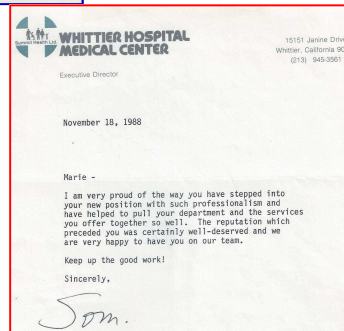 Summit Health Ltd.
WHITTIER HOSPITAL
MEDICAL CENTER
15151 Janine Drive
Whittier, California 90
(213) 945-3561
Executive Director
November 18, 1988
Marie -
I am very proud of the way you have stepped into
your new position with such professionalism and
have helped to pull your department and the services
you offer together so well. The reputation which
preceded you was certainly well-deserved and we
are very happy to have you on our team.
Keep up the good work!
Sincerely,
Tom.